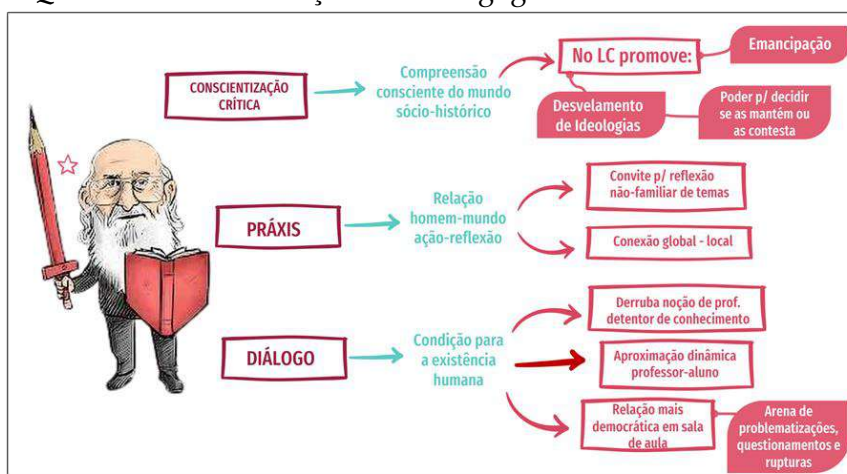 CONSCIENTIZAÇÃO
CRÍTICA
Compreensão
consciente do mundo
sócio-histórico
No LC promove:
Emancipação
Desvelamento
de Ideologias
Poder p/ decidir
se as mantém ou
as contesta
PRÁXIS
Relação
homem-mundo
ação-reflexão
Convite p/ reflexão
não-familiar de temas
Conexão global - local
DIÁLOGO
Condição para
a existência
humana
Derruba noção de prof.
detentor de conhecimento
Aproximação dinâmica
professor-aluno
Relação mais
democrática em sala
de aula
Arena de
problematizações,
questionamentos e
rupturas